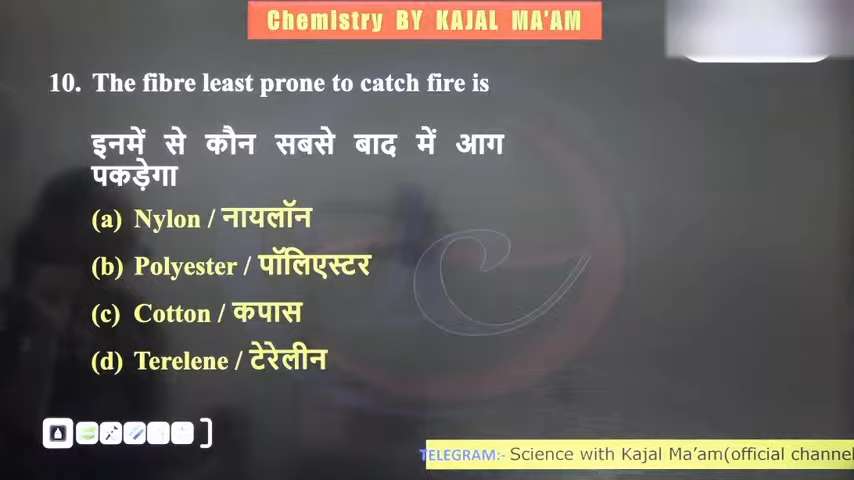 Chemistry BY KAJAL MA'AM
10. The fibre least prone to catch fire is
इनमें से कौन सबसे बाद में आग
पकड़ेगा
(a) Nylon / नायलॉन
(b) Polyester / पॉलिएस्टर
(c) Cotton / कपास
(d) Terelene / टेरेलीन
TELEGRAM:- Science with Kajal Ma'am(official channel